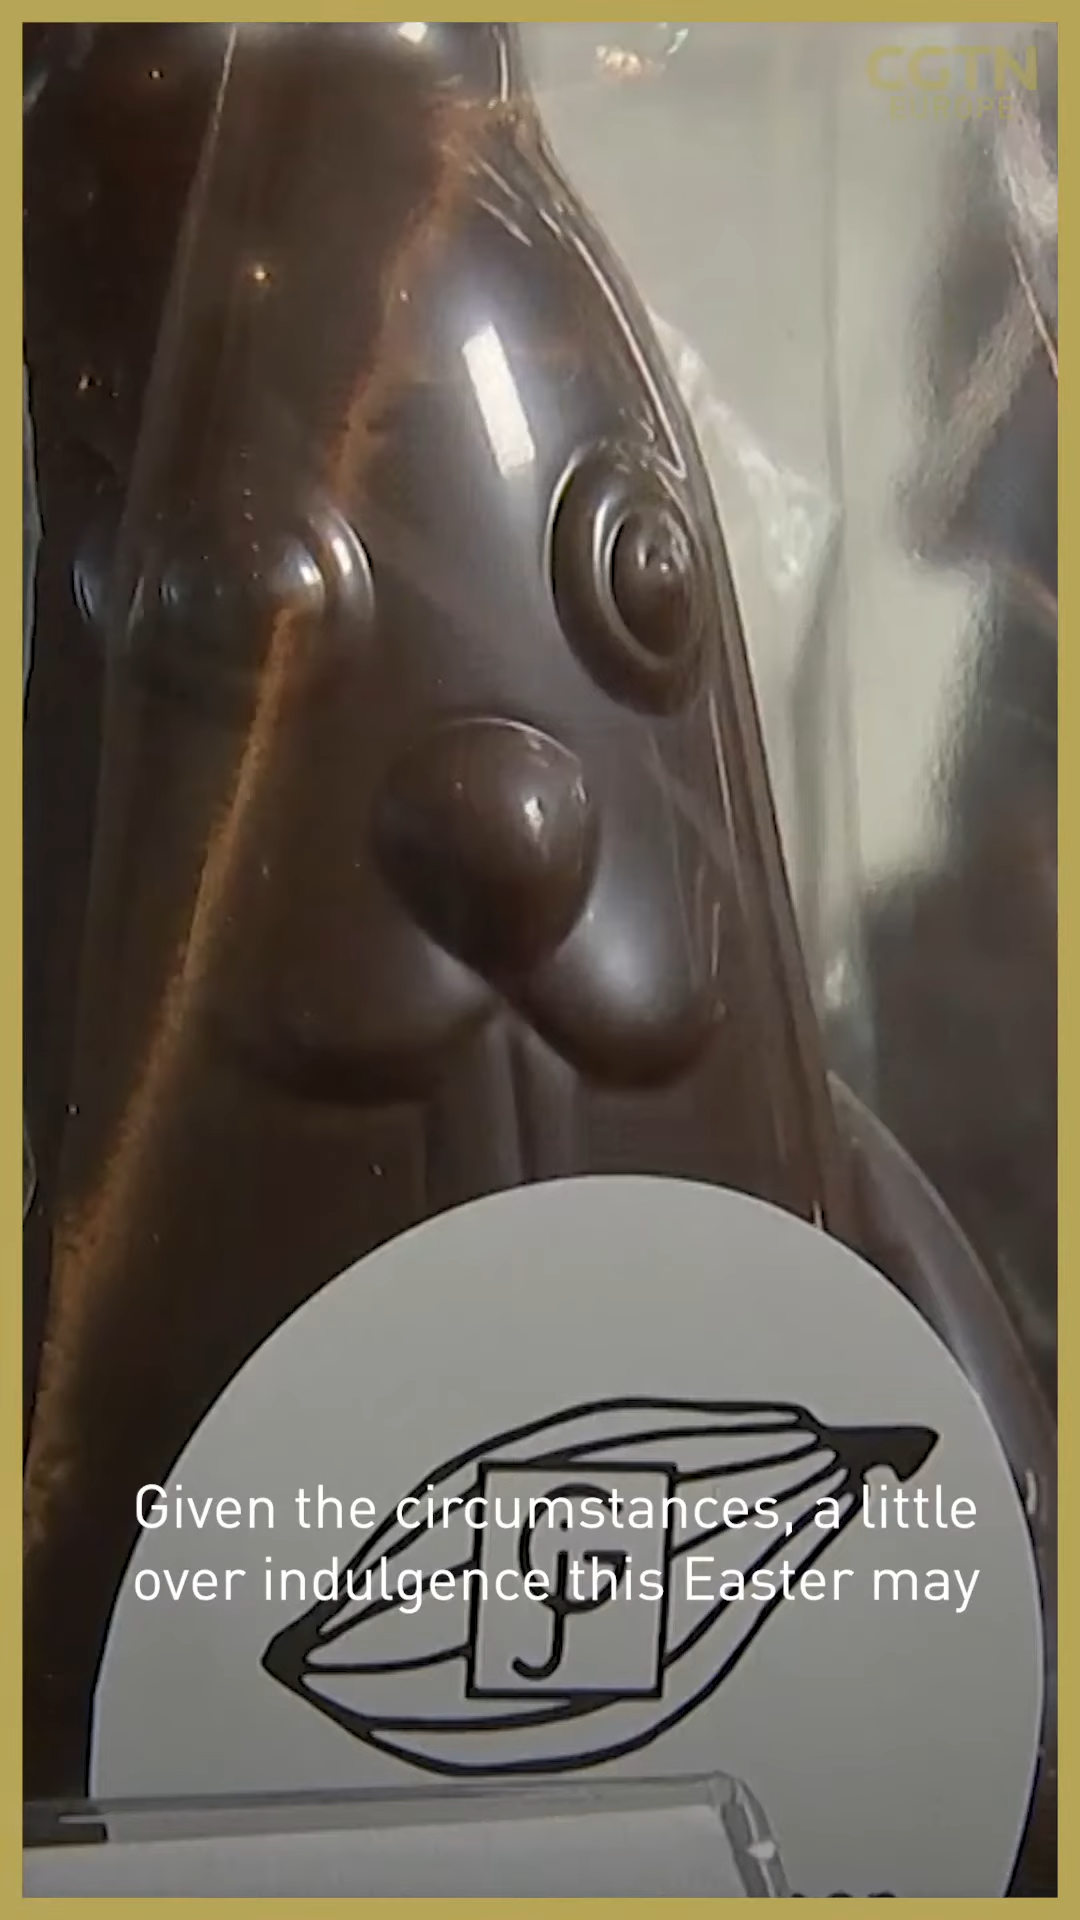 CGTN
EUROPE
Given the circumstances, a little
over indulgence this Easter may